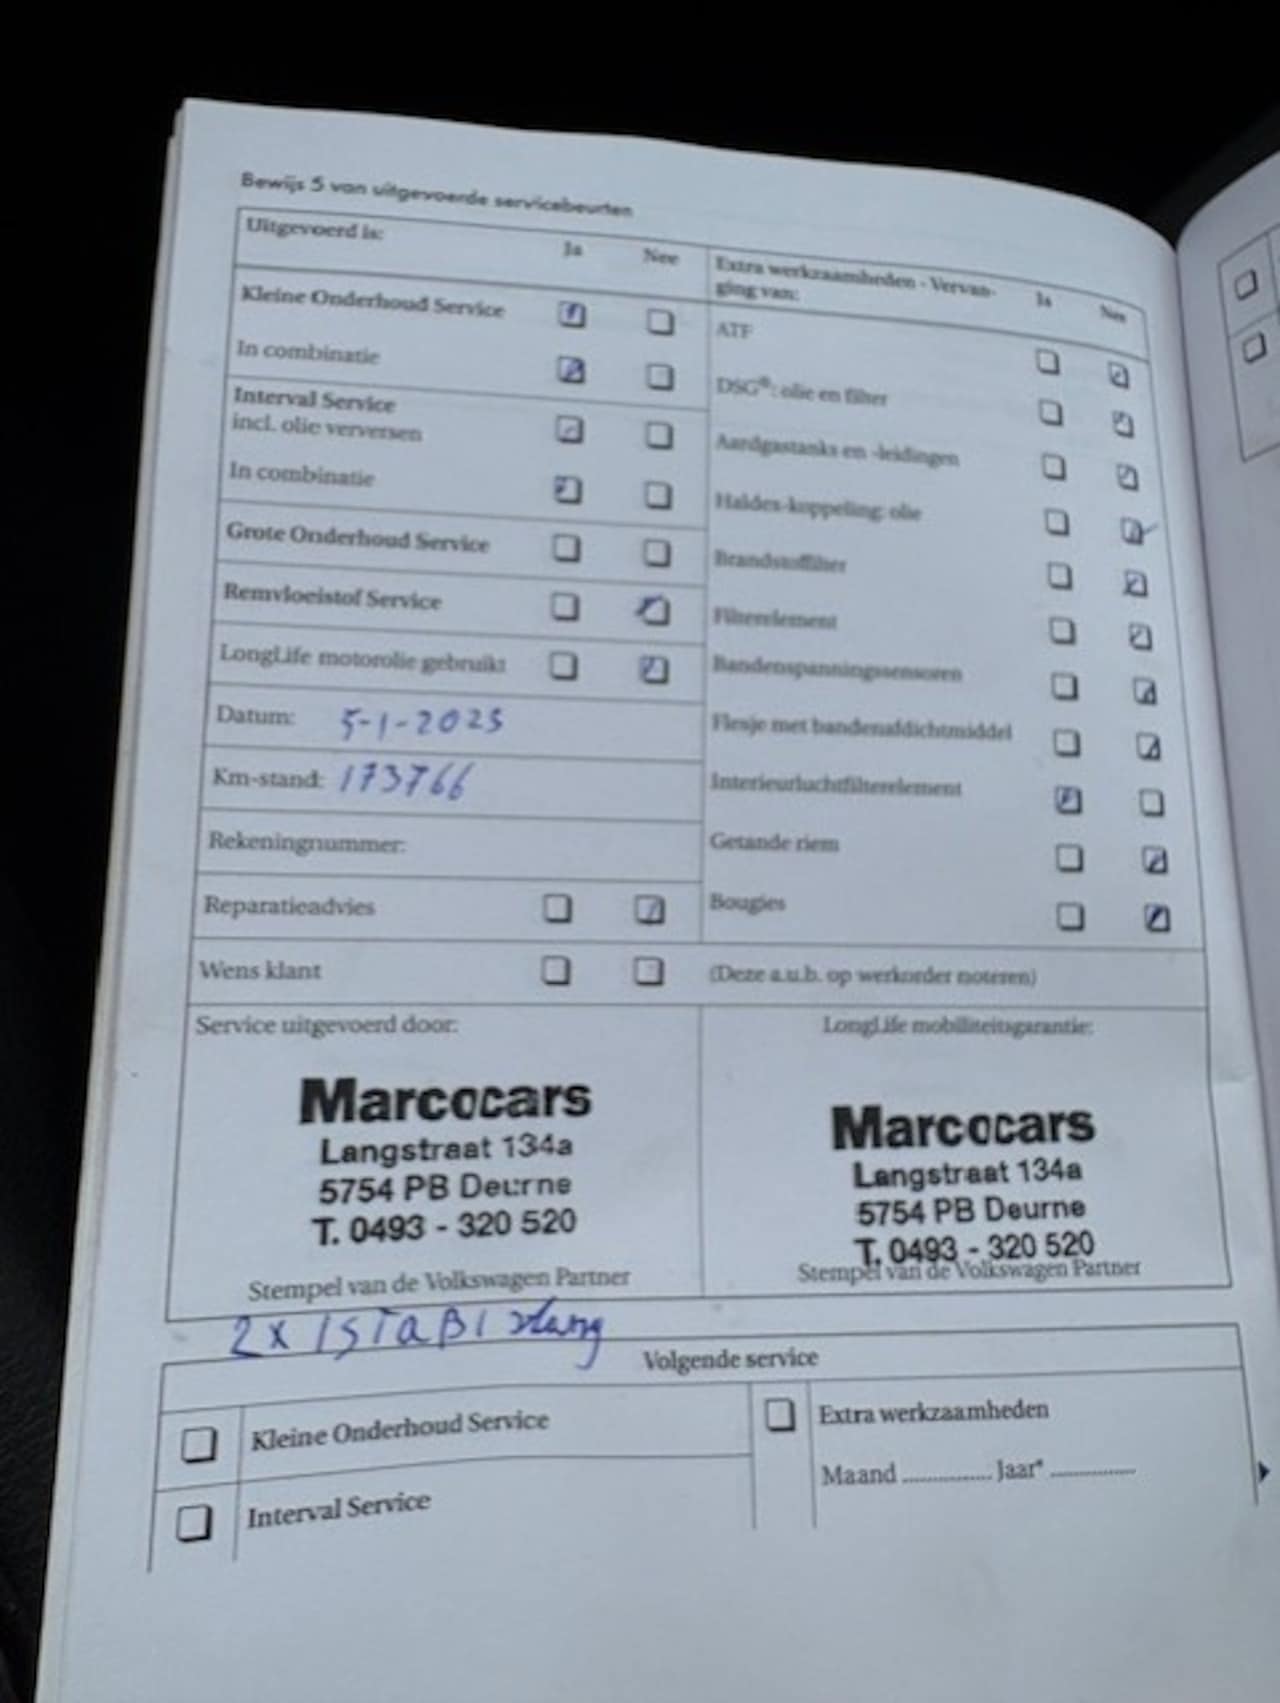 Bewijs 5 van uitgevoerde servicebeurten
Uitgevoerd is: Ja Nee
Kleine Onderhoud Service
In combinatie
Interval Service
incl. olie verversen
In combinatie
Grote Onderhoud Service
Remvloeistof Service
LongLife motorolie gebruikt
Datum: 5-1-2025
Km-stand: 173766
Rekeningnummer:
Reparatieadvies
Extra werkzaamheden - Vervan-
ging van: Ja Nee
ATF
DSG®: olie en filter
Aardgastanks en -leidingen
Haldex-koppeling: olie
Brandstoffilter
Filterelement
Bandenspanningssensoren
Flesje met bandenafdichtmiddel
Interieurluchtfilterelement
Getande riem
Bougies
Wens klant (Deze a.u.b. op werkorder noteren)
Service uitgevoerd door:
Marcocars
Langstraat 134a
5754 PB Deurne
T. 0493 - 320 520
Stempel van de Volkswagen Partner
LongLife mobiliteitsgarantie:
Marcocars
Langstraat 134a
5754 PB Deurne
T. 0493 - 320 520
Stempel van de Volkswagen Partner
2x STaBi stang
Volgende service
Kleine Onderhoud Service
Interval Service
Extra werkzaamheden
Maand ............... Jaar* ...............